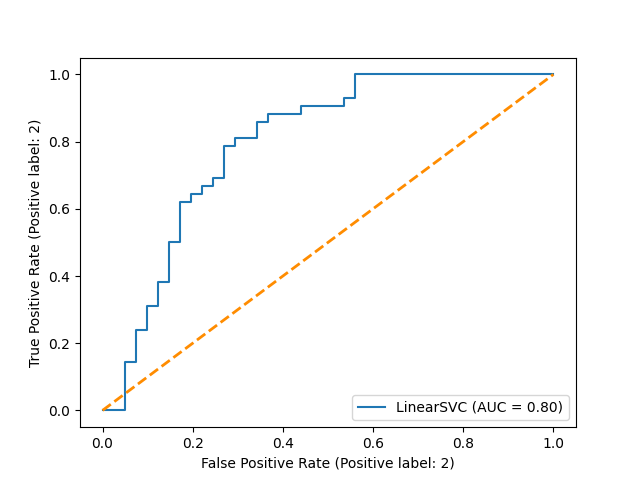 1.0
0.8
0.6
0.4
0.2
0.0
True Positive Rate (Positive label: 2)
LinearSVC (AUC = 0.80)
0.0 0.2 0.4 0.6 0.8 1.0
False Positive Rate (Positive label: 2)